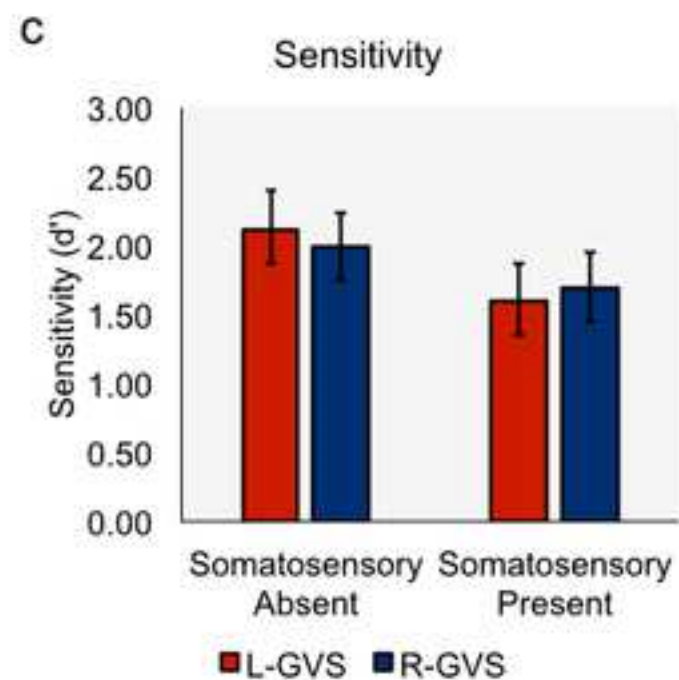 C
Sensitivity
3.00
2.50
2.00
1.50
1.00
0.50
0.00
Sensitivity (d')
Somatosensory Absent
Somatosensory Present
L-GVS R-GVS